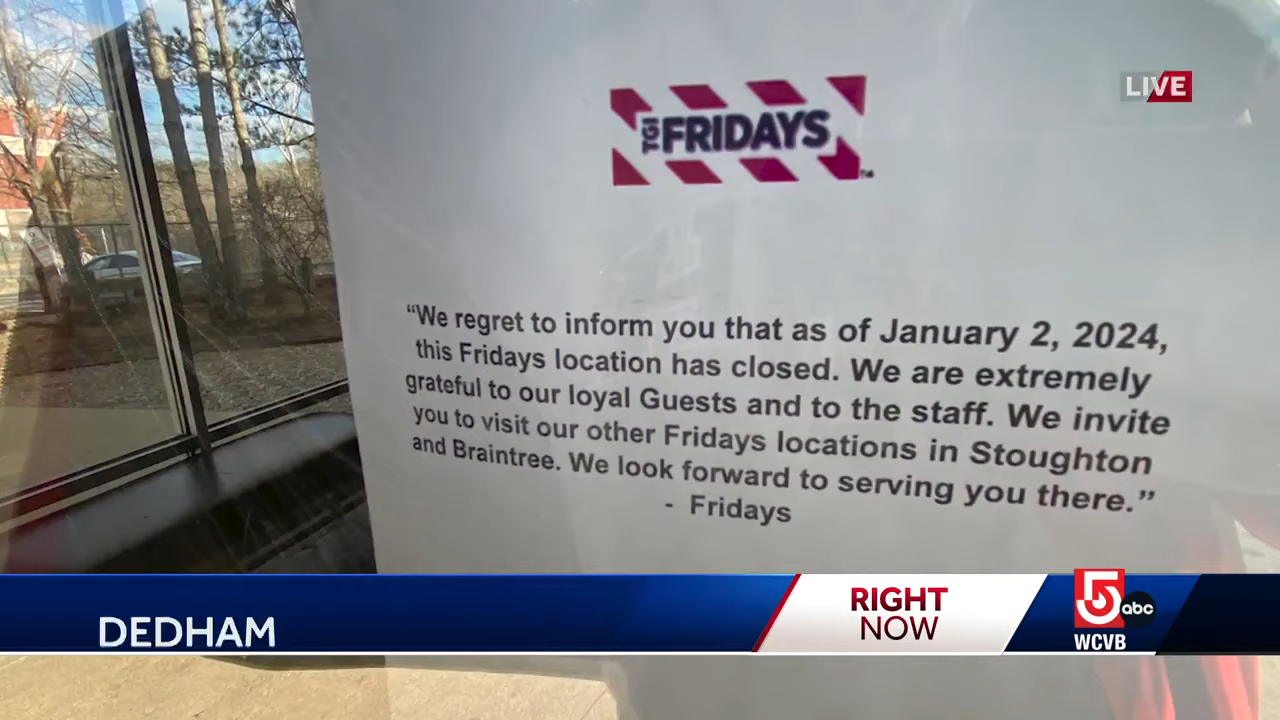 LIVE
TGI FRIDAYS
TM
“We regret to inform you that as of January 2, 2024,
this Fridays location has closed. We are extremely
grateful to our loyal Guests and to the staff. We invite
you to visit our other Fridays locations in Stoughton
and Braintree. We look forward to serving you there.”
- Fridays
DEDHAM
RIGHT
NOW
5
abc
WCVB